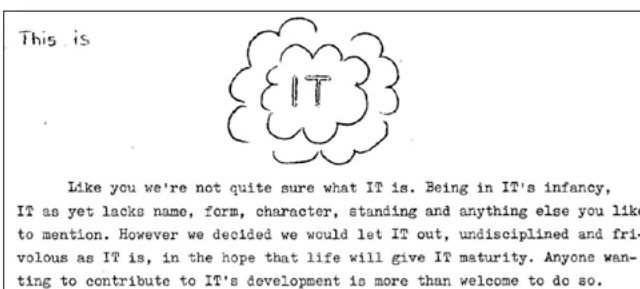 This is
IT
Like you we're not quite sure what IT is. Being in IT's infancy,
IT as yet lacks name, form, character, standing and anything else you like
to mention. However we decided we would let IT out, undisciplined and fri-
volous as IT is, in the hope that life will give IT maturity. Anyone wan-
ting to contribute to IT's development is more than welcome to do so.